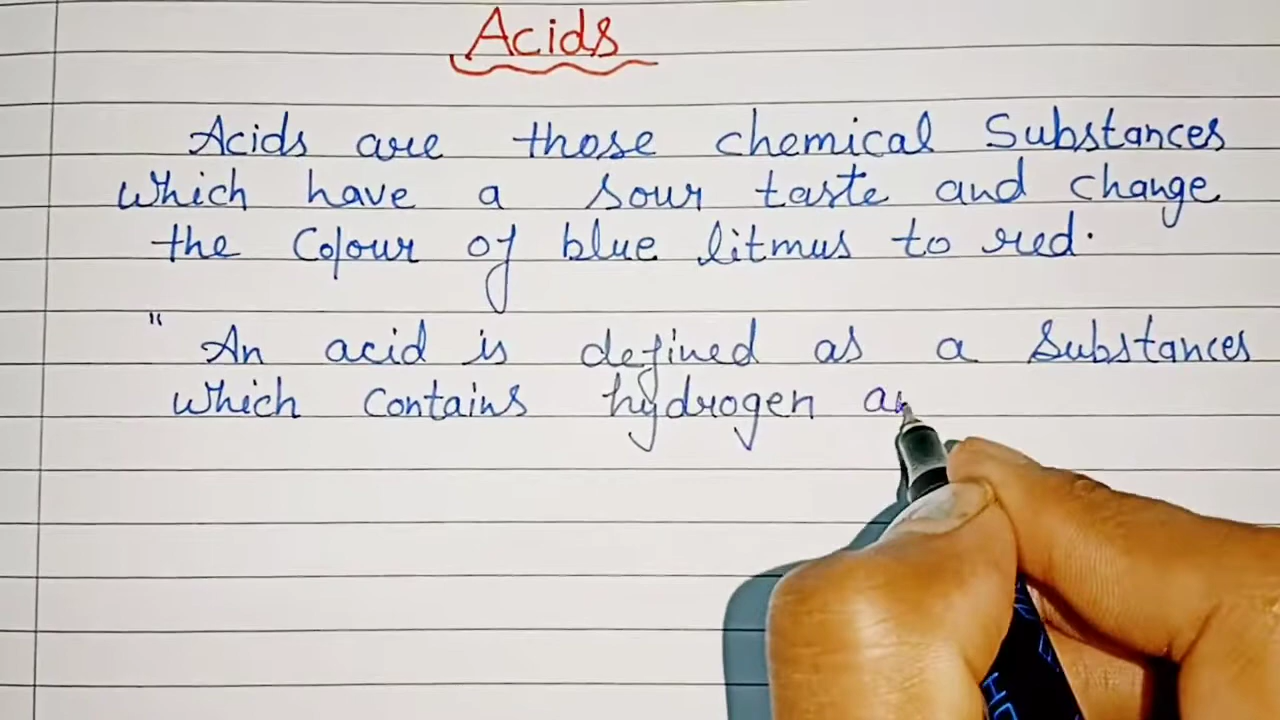 Acids
Acids are those chemical Substances
which have a sour taste and change
the Colour of blue litmus to red.
" An acid is defined as a Substances
which Contains hydrogen an